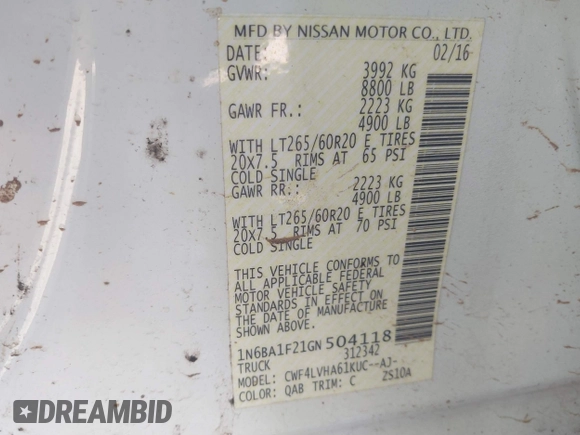 MFD BY NISSAN MOTOR CO., LTD.
DATE: 02/16
GVWR: 3992 KG
8800 LB
GAWR FR.: 2223 KG
4900 LB
WITH LT265/60R20 E TIRES
20X7.5 RIMS AT 65 PSI
COLD SINGLE
GAWR RR.: 2223 KG
4900 LB
WITH LT265/60R20 E TIRES
20X7.5 RIMS AT 70 PSI
COLD SINGLE
THIS VEHICLE CONFORMS TO
ALL APPLICABLE FEDERAL
MOTOR VEHICLE SAFETY
STANDARDS IN EFFECT ON
THE DATE OF MANUFACTURE
SHOWN ABOVE.
1N6BA1F21GN504118
TRUCK 312342
MODEL: CWF4LVHA61KUC--AJ-
COLOR: QAB TRIM: C ZS10A
RIDESAFELY